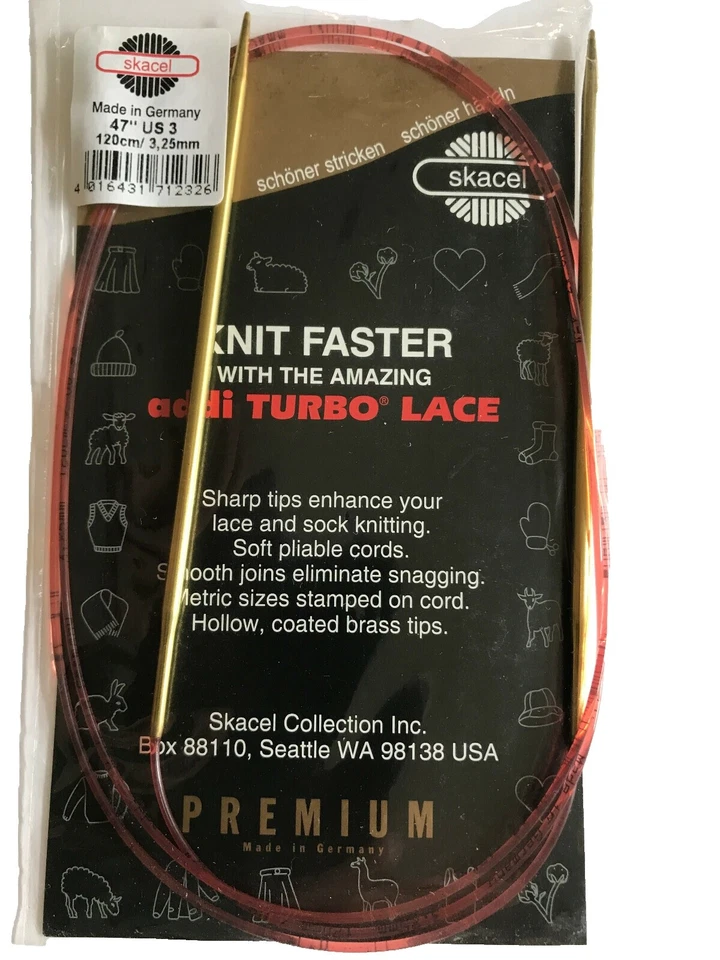 skacel
Made in Germany
47" US 3
120cm/ 3,25mm
4 016431 712326
schöner stricken
skacel
KNIT FASTER
WITH THE AMAZING
addi TURBO® LACE
Sharp tips enhance your
lace and sock knitting.
Soft pliable cords.
Smooth joins eliminate snagging.
Metric sizes stamped on cord.
Hollow, coated brass tips.
Skacel Collection Inc.
Box 88110, Seattle WA 98138 USA
PREMIUM
Made in Germany